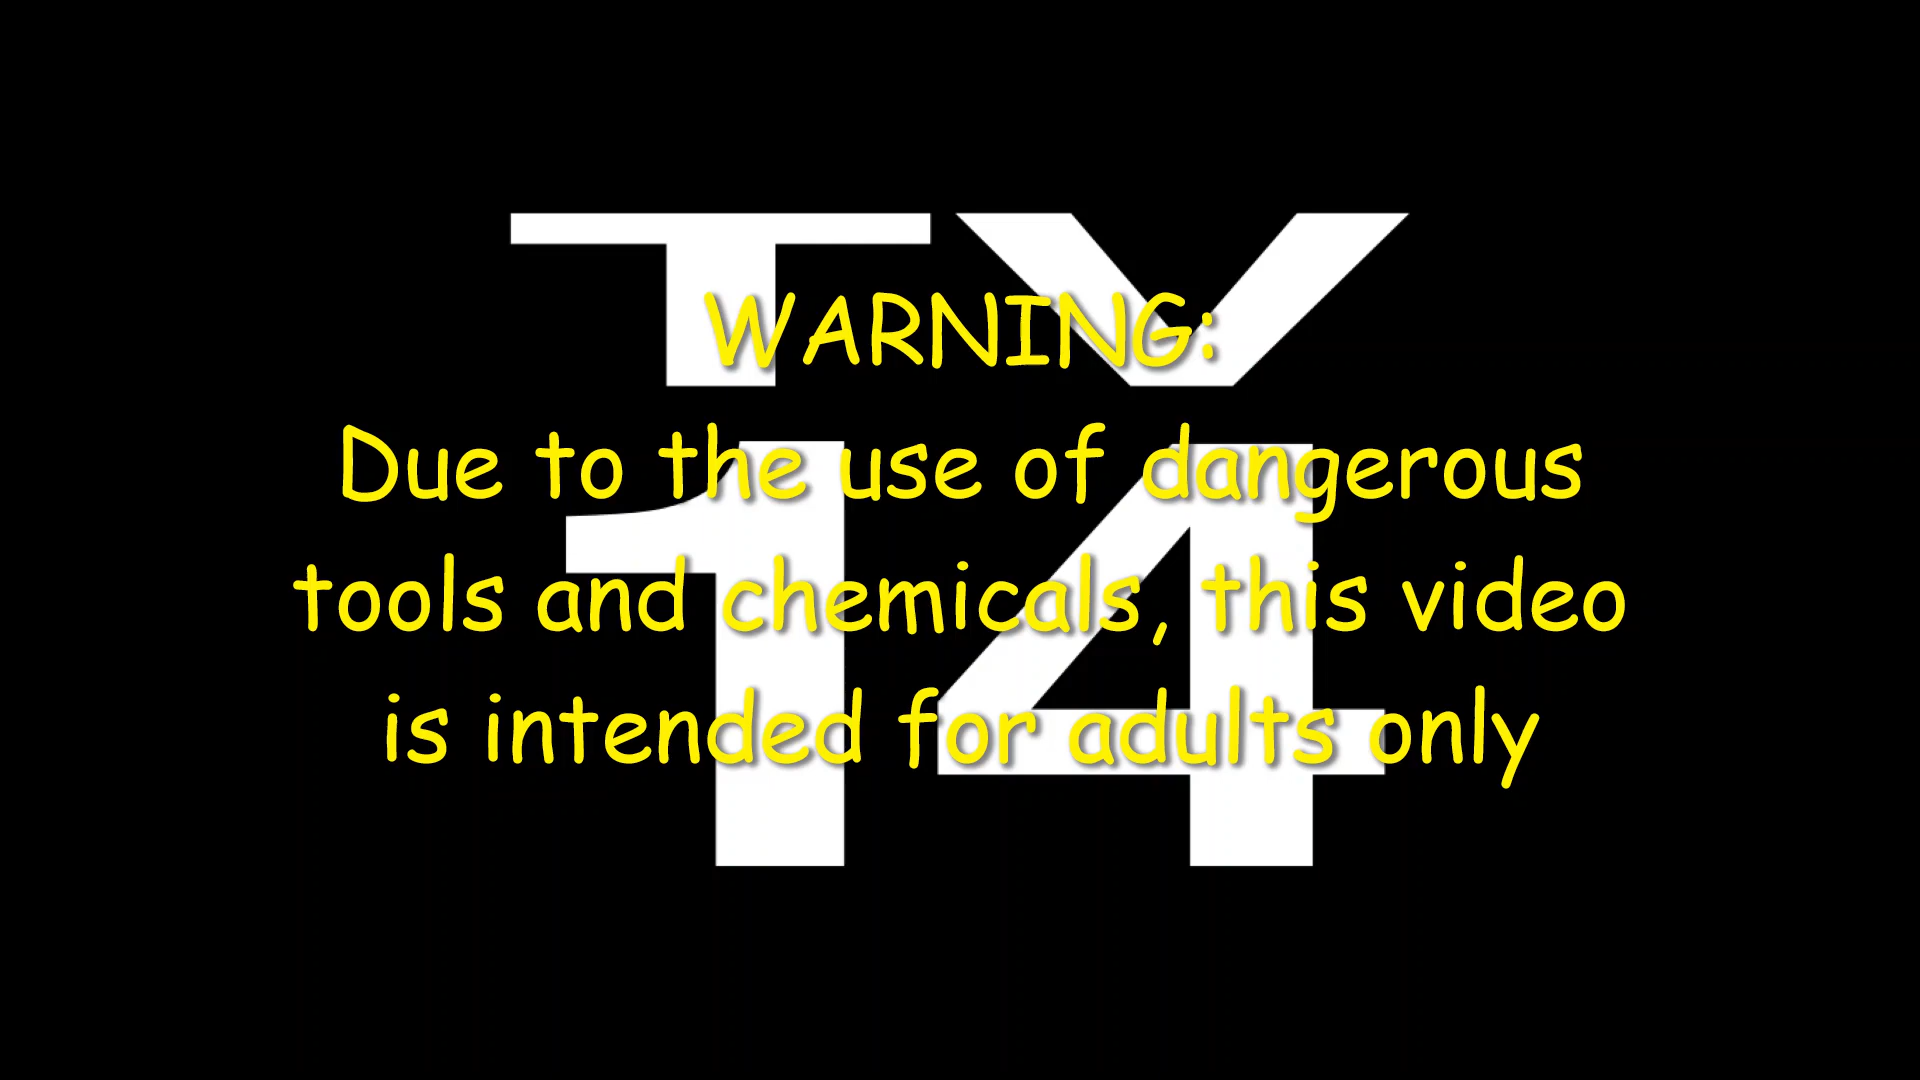 TV
14
WARNING:
Due to the use of dangerous
tools and chemicals, this video
is intended for adults only